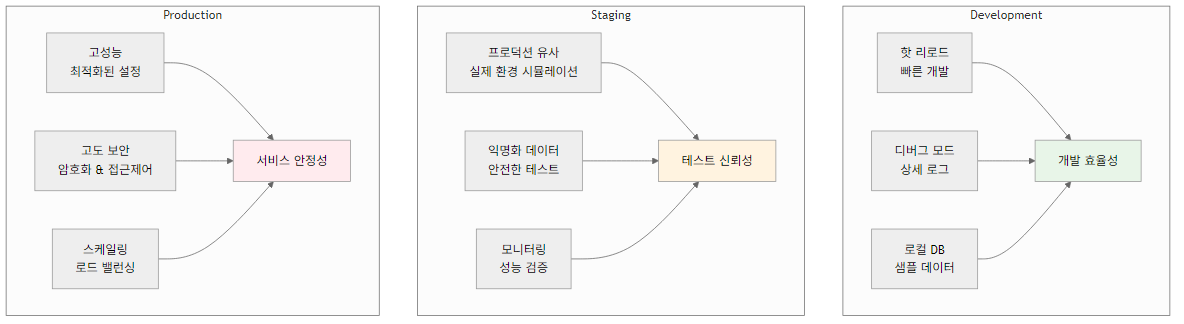 Production
고성능
최적화된 설정
고도 보안
암호화 & 접근제어
스케일링
로드 밸런싱
서비스 안정성
Staging
프로덕션 유사
실제 환경 시뮬레이션
익명화 데이터
안전한 테스트
모니터링
성능 검증
테스트 신뢰성
Development
핫 리로드
빠른 개발
디버그 모드
상세 로그
로컬 DB
샘플 데이터
개발 효율성